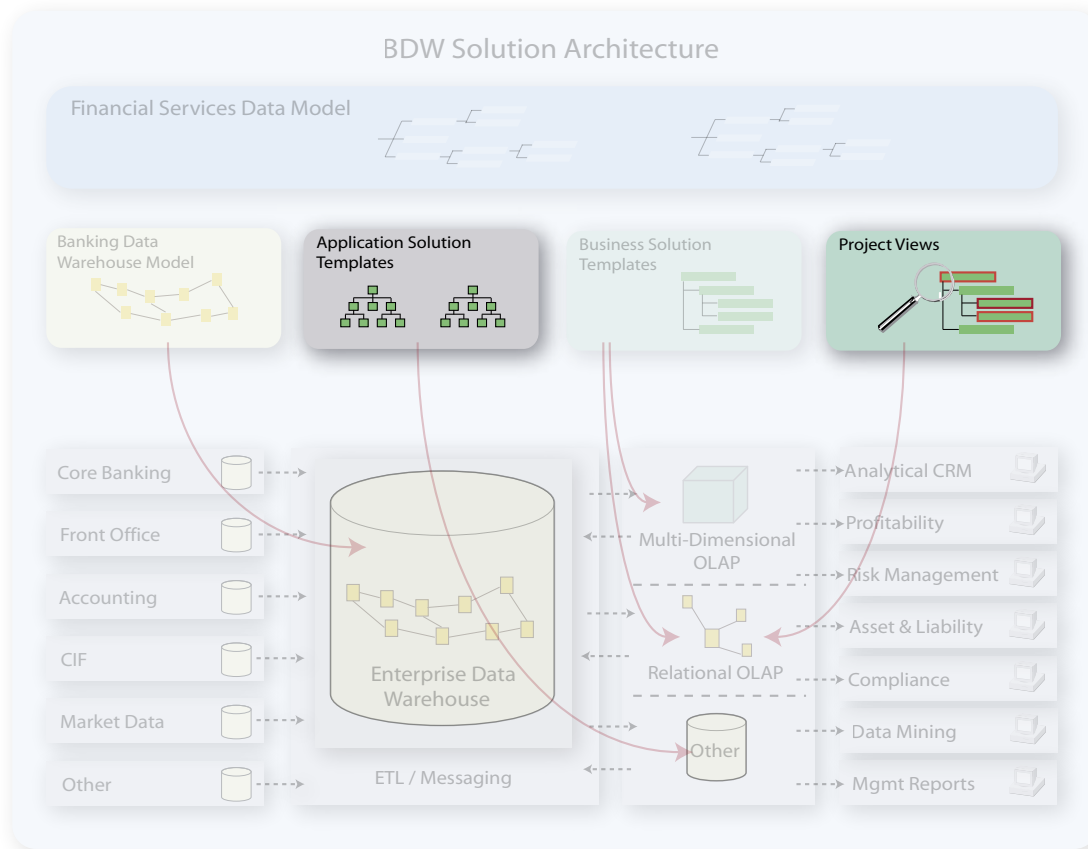 BDW Solution Architecture
Financial Services Data Model
Banking Data
Warehouse Model
Application Solution
Templates
Business Solution
Templates
Project Views
Core Banking
Front Office
Accounting
CIF
Market Data
Other
Enterprise Data
Warehouse
ETL / Messaging
Multi-Dimensional
OLAP
Relational OLAP
Other
Analytical CRM
Profitability
Risk Management
Asset & Liability
Compliance
Data Mining
Mgmt Reports